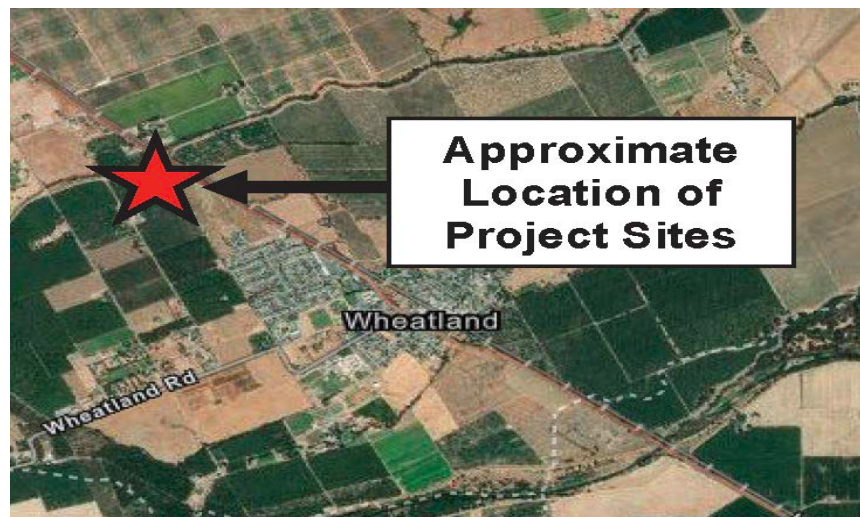 Approximate
Location of
Project Sites
Wheatland
Wheatland Rd